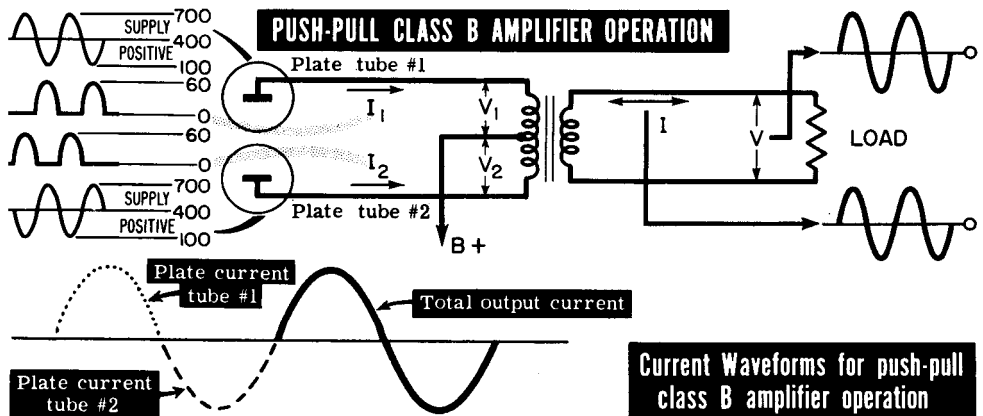 PUSH-PULL CLASS B AMPLIFIER OPERATION
700
SUPPLY
400
POSITIVE
100
60
0
60
0
700
SUPPLY
400
POSITIVE
100
Plate tube #1
I1
V1
I2
V2
Plate tube #2
B+
I
V
LOAD
Plate current
tube #1
Total output current
Plate current
tube #2
Current Waveforms for push-pull
class B amplifier operation